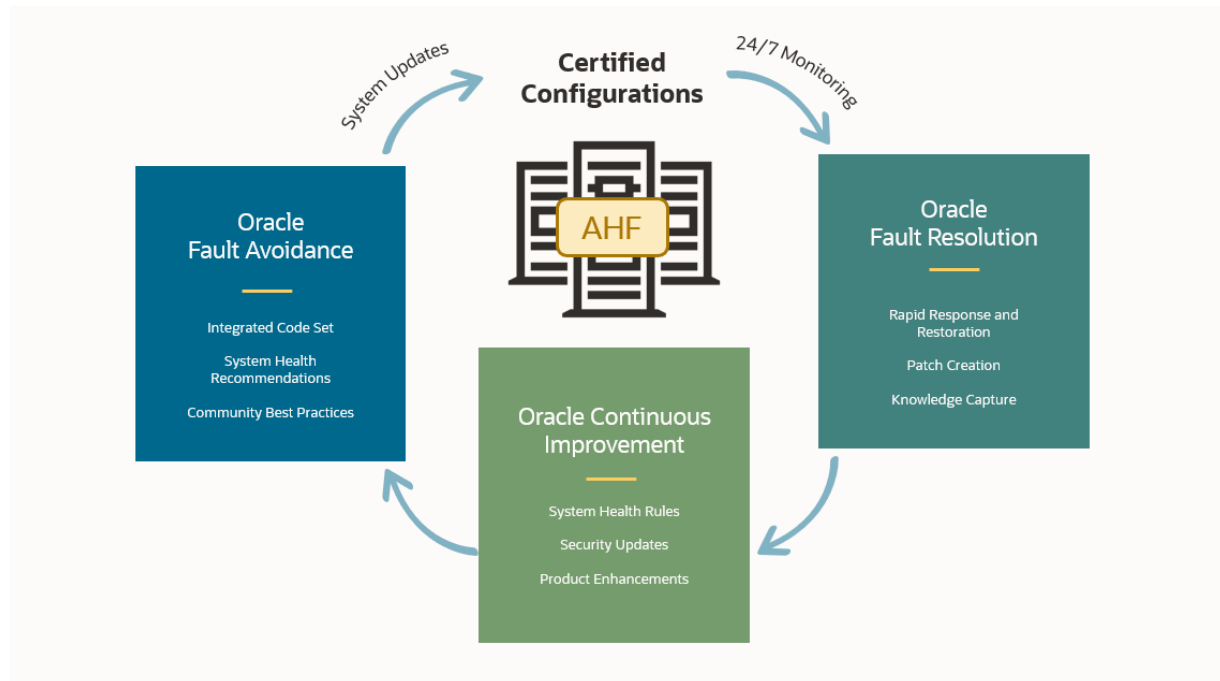 System Updates
Certified
Configurations
24/7 Monitoring
AHF
Oracle
Fault Avoidance
Integrated Code Set
System Health
Recommendations
Community Best Practices
Oracle
Fault Resolution
Rapid Response and
Restoration
Patch Creation
Knowledge Capture
Oracle Continuous
Improvement
System Health Rules
Security Updates
Product Enhancements